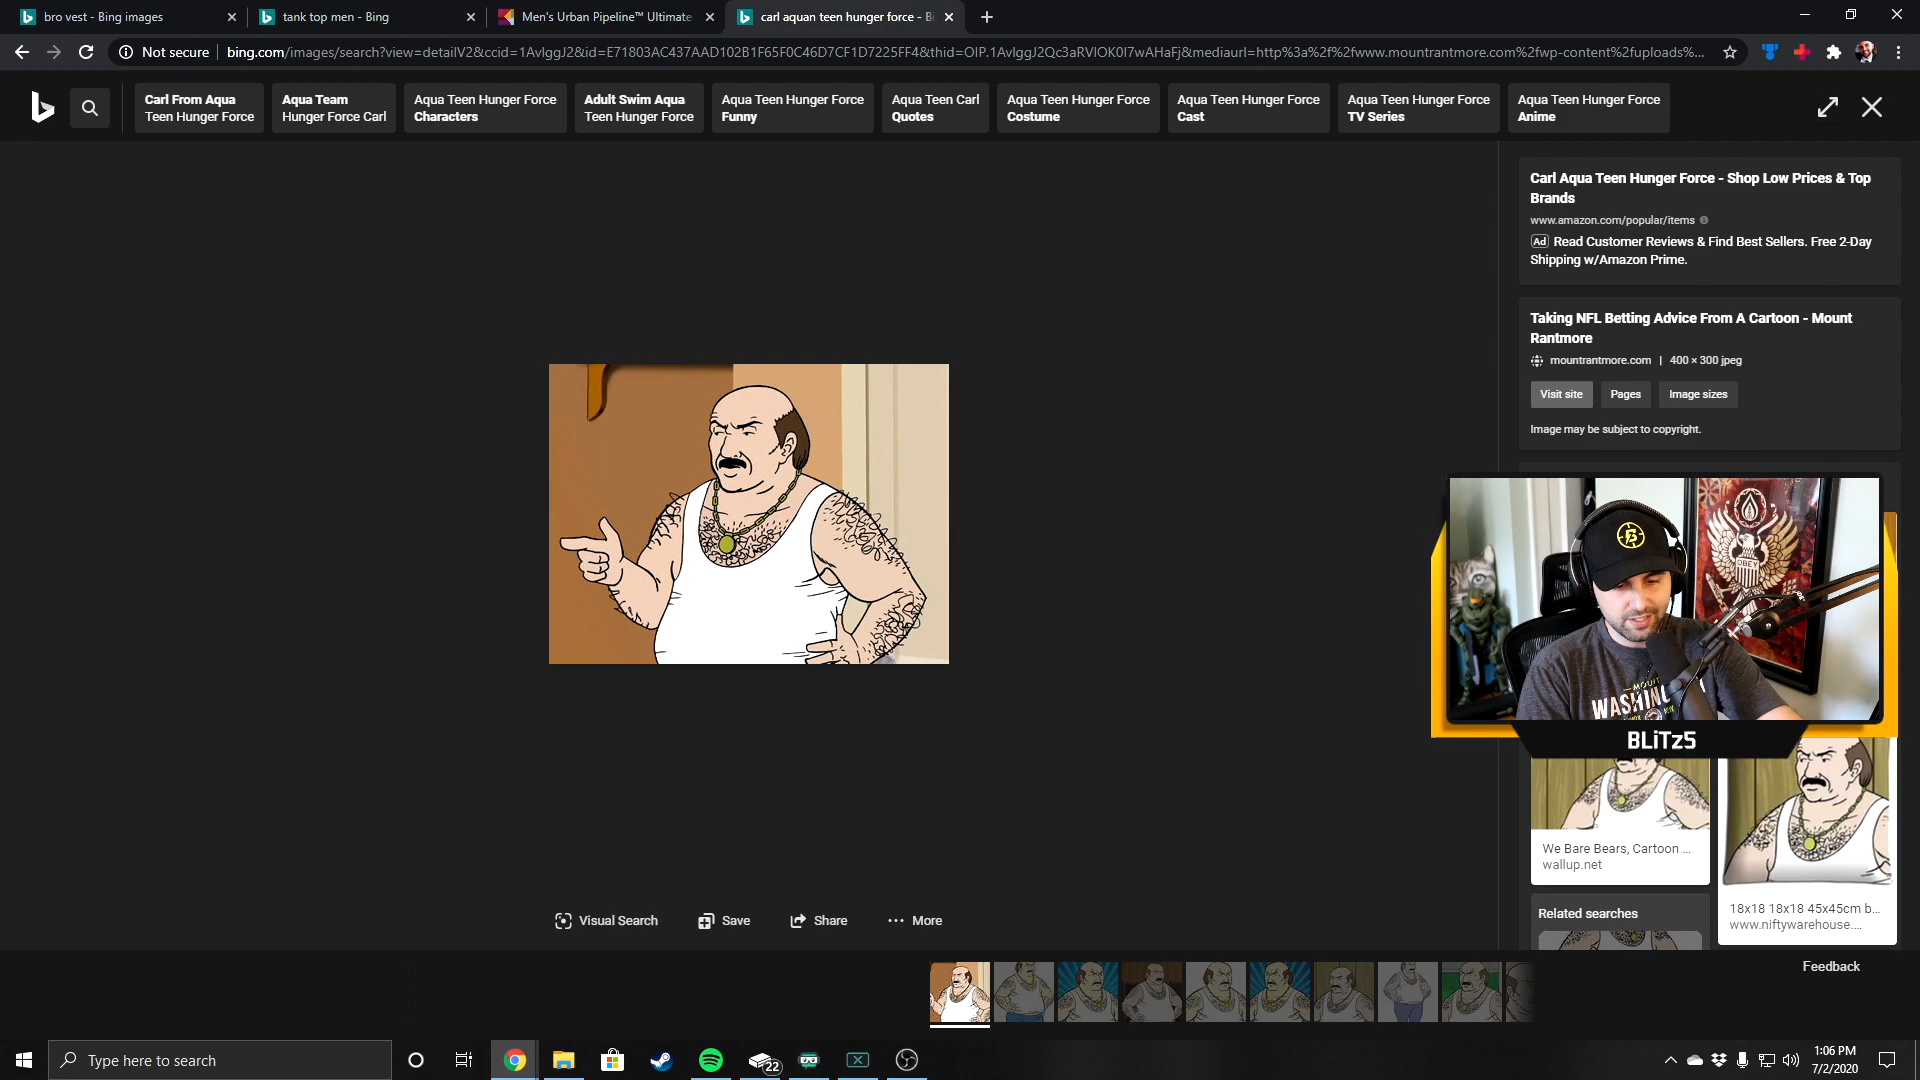 bro vest - Bing images
tank top men - Bing
Men's Urban Pipeline™ Ultimate
carl aquan teen hunger force - Bi
Not secure
bing.com/images/search?view=detailV2&ccid=1AvlggJ2&id=E71803AC437AAD102B1F65F0C46D7CF1D7225FF4&thid=OIP.1AvlggJ2Qc3aRVlOK0I7wAHaFj&mediaurl=http%3a%2f%2fwww.mountrantmore.com%2fwp-content%2fuploads%...
Carl From Aqua
Teen Hunger Force
Aqua Team
Hunger Force Carl
Aqua Teen Hunger Force
Characters
Adult Swim Aqua
Teen Hunger Force
Aqua Teen Hunger Force
Funny
Aqua Teen Carl
Quotes
Aqua Teen Hunger Force
Costume
Aqua Teen Hunger Force
Cast
Aqua Teen Hunger Force
TV Series
Aqua Teen Hunger Force
Anime
Carl Aqua Teen Hunger Force - Shop Low Prices & Top
Brands
www.amazon.com/popular/items
Ad Read Customer Reviews & Find Best Sellers. Free 2-Day
Shipping w/Amazon Prime.
Taking NFL Betting Advice From A Cartoon - Mount
Rantmore
mountrantmore.com | 400 × 300 jpeg
Visit site
Pages
Image sizes
Image may be subject to copyright.
OBEY
MOUNT
WASHING
BLiTz5
We Bare Bears, Cartoon ...
wallup.net
18x18 18x18 45x45cm b...
www.niftywarehouse....
Related searches
Visual Search
Save
Share
More
Feedback
Type here to search
22
1:06 PM
7/2/2020